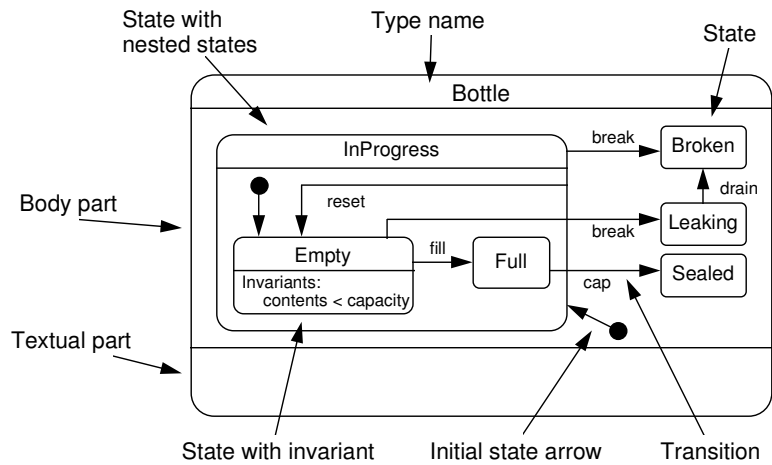 State with
nested states
Type name
State
Bottle
InProgress
break
Broken
drain
reset
Body part
break
Leaking
Empty
fill
Full
cap
Sealed
Invariants:
contents < capacity
Textual part
State with invariant
Initial state arrow
Transition